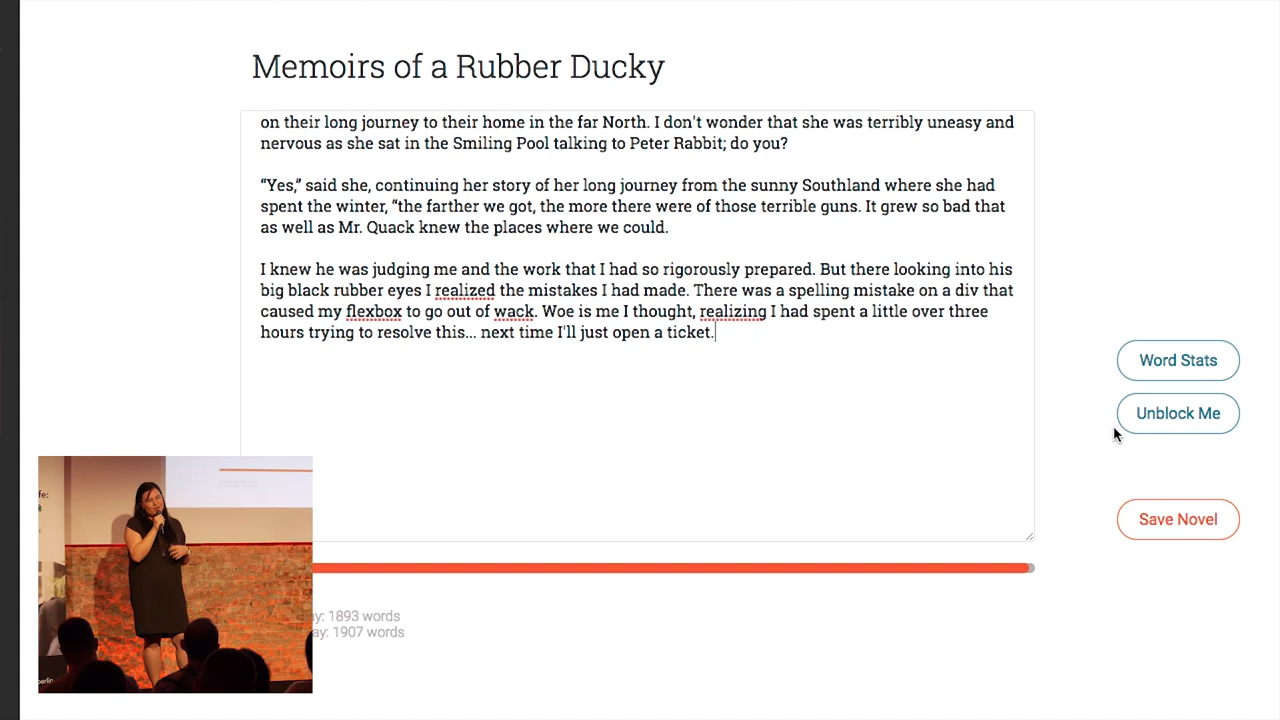 Memoirs of a Rubber Ducky
on their long journey to their home in the far North. I don't wonder that she was terribly uneasy and
nervous as she sat in the Smiling Pool talking to Peter Rabbit; do you?
“Yes,” said she, continuing her story of her long journey from the sunny Southland where she had
spent the winter, “the farther we got, the more there were of those terrible guns. It grew so bad that
as well as Mr. Quack knew the places where we could.
I knew he was judging me and the work that I had so rigorously prepared. But there looking into his
big black rubber eyes I realized the mistakes I had made. There was a spelling mistake on a div that
caused my flexbox to go out of wack. Woe is me I thought, realizing I had spent a little over three
hours trying to resolve this... next time I'll just open a ticket.
Word Stats
Unblock Me
Save Novel
1893 words
1907 words